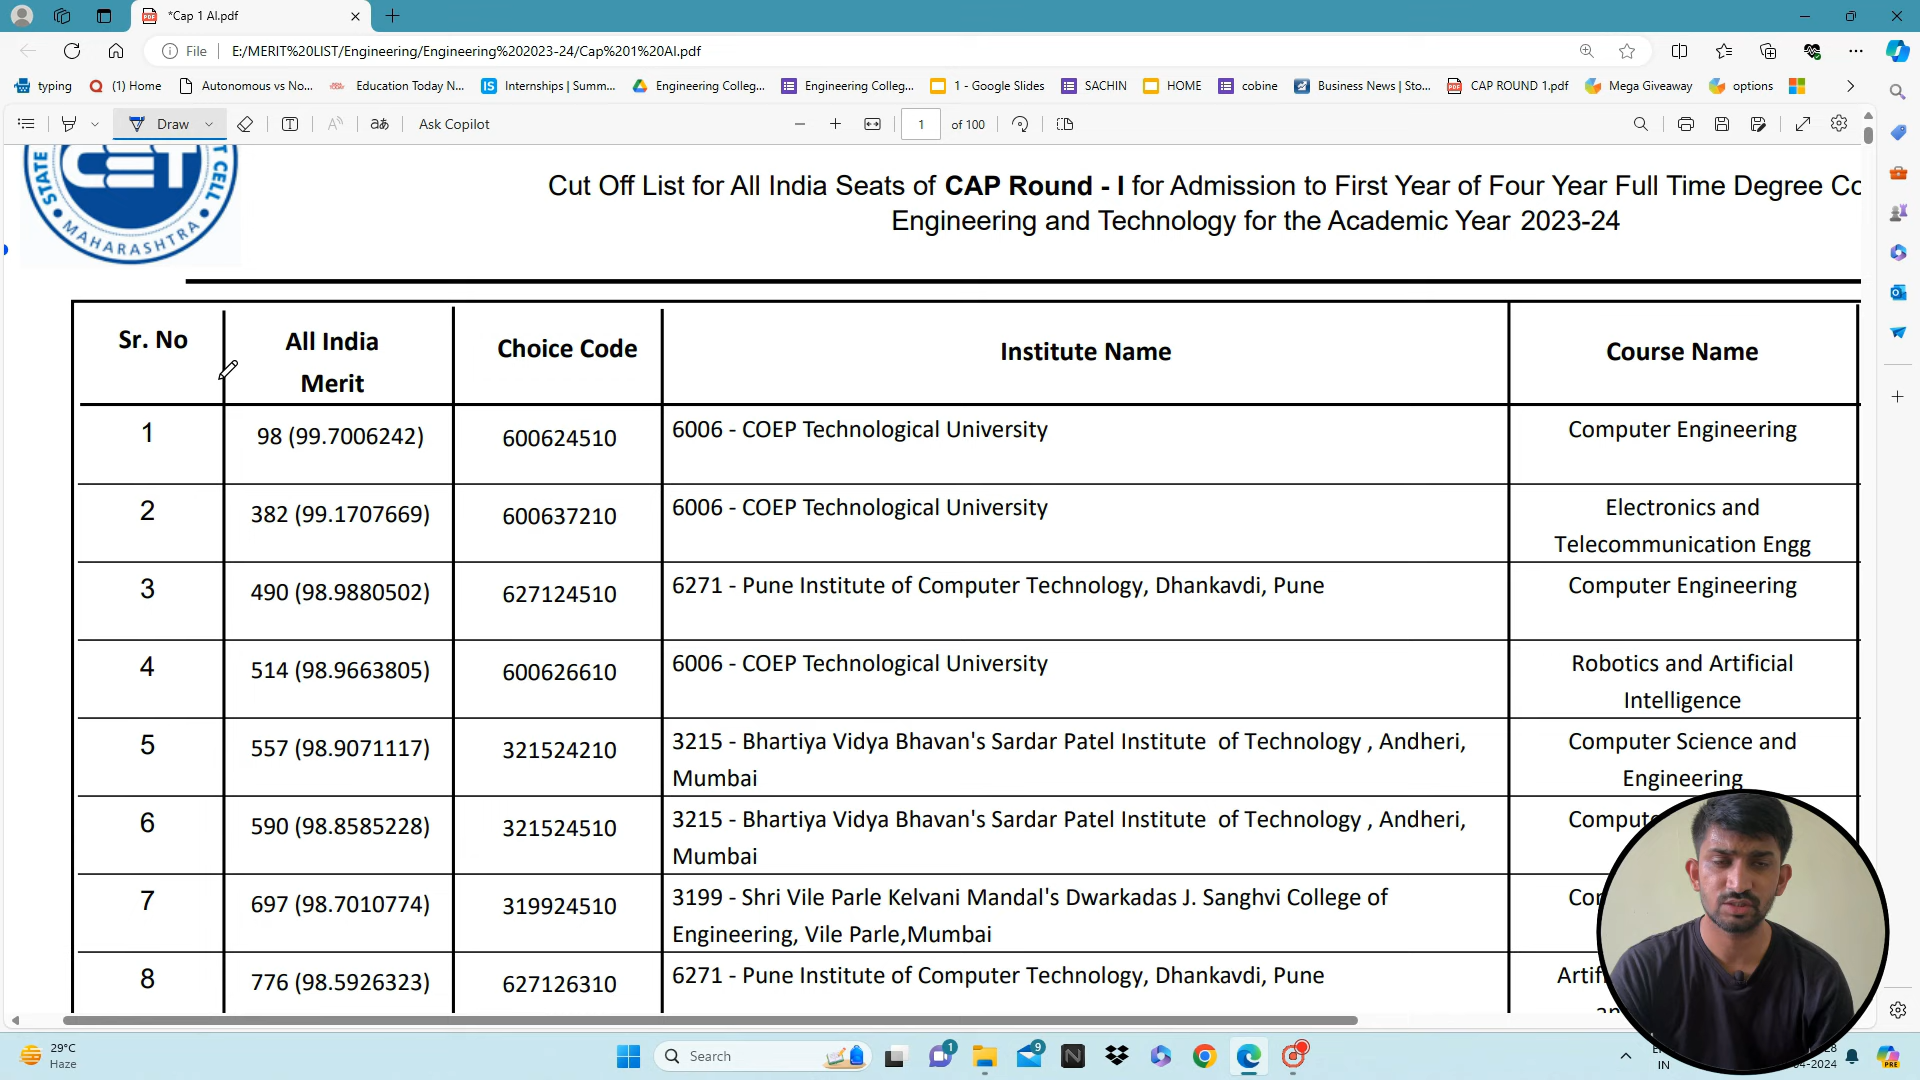 *Cap 1 AI.pdf
File
E:/MERIT%20LIST/Engineering/Engineering%202023-24/Cap%201%20AI.pdf
typing
(1) Home
Autonomous vs No...
Education Today N...
Internships | Summ...
Engineering Colleg...
Engineering Colleg...
1 - Google Slides
SACHIN
HOME
cobine
Business News | Sto...
CAP ROUND 1.pdf
Mega Giveaway
options
Draw
Ask Copilot
1
of 100
STATE
CET
CELL
MAHARASHTRA
Cut Off List for All India Seats of CAP Round - I for Admission to First Year of Four Year Full Time Degree Co
Engineering and Technology for the Academic Year 2023-24
Sr. No
All India
Merit
Choice Code
Institute Name
Course Name
1
98 (99.7006242)
600624510
6006 - COEP Technological University
Computer Engineering
2
382 (99.1707669)
600637210
6006 - COEP Technological University
Electronics and
Telecommunication Engg
3
490 (98.9880502)
627124510
6271 - Pune Institute of Computer Technology, Dhankavdi, Pune
Computer Engineering
4
514 (98.9663805)
600626610
6006 - COEP Technological University
Robotics and Artificial
Intelligence
5
557 (98.9071117)
321524210
3215 - Bhartiya Vidya Bhavan's Sardar Patel Institute of Technology , Andheri,
Mumbai
Computer Science and
Engineering
6
590 (98.8585228)
321524510
3215 - Bhartiya Vidya Bhavan's Sardar Patel Institute of Technology , Andheri,
Mumbai
7
697 (98.7010774)
319924510
3199 - Shri Vile Parle Kelvani Mandal's Dwarkadas J. Sanghvi College of
Engineering, Vile Parle,Mumbai
8
776 (98.5926323)
627126310
6271 - Pune Institute of Computer Technology, Dhankavdi, Pune
29°C
Haze
Search
1
9
IN
PRE